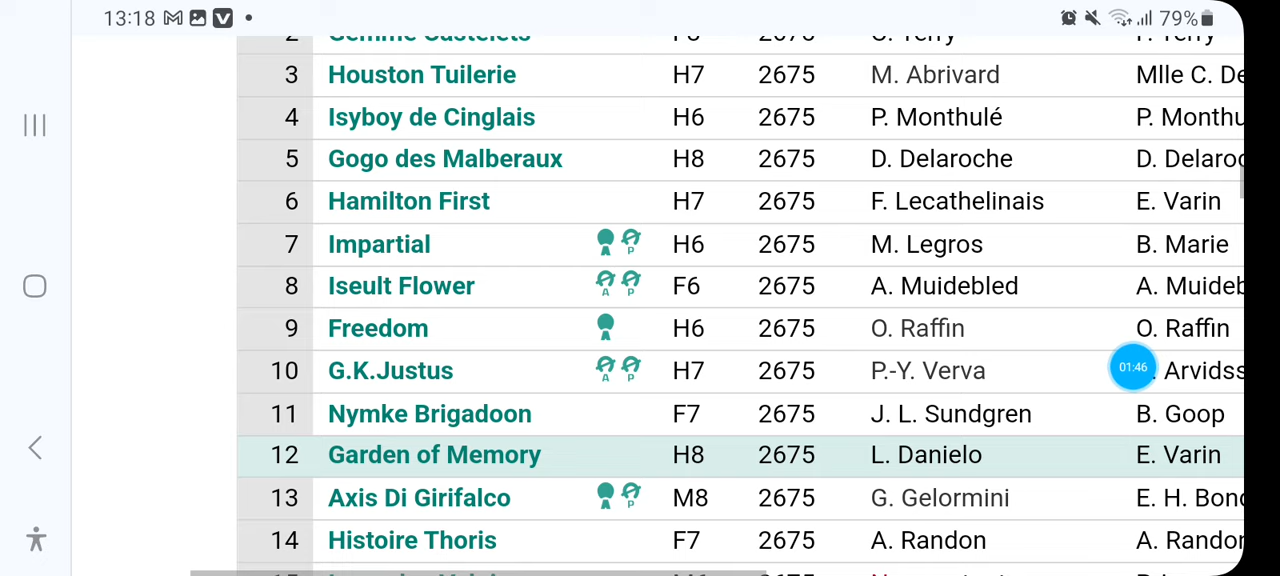 13:18 79%
3 Houston Tuilerie H7 2675 M. Abrivard Mlle C. De
4 Isyboy de Cinglais H6 2675 P. Monthulé P. Monthu
5 Gogo des Malberaux H8 2675 D. Delaroche D. Delaroc
6 Hamilton First H7 2675 F. Lecathelinais E. Varin
7 Impartial P H6 2675 M. Legros B. Marie
8 Iseult Flower A P F6 2675 A. Muidebled A. Muideb
9 Freedom H6 2675 O. Raffin O. Raffin
10 G.K.Justus A P H7 2675 P.-Y. Verva 01:46 . Arvidss
11 Nymke Brigadoon F7 2675 J. L. Sundgren B. Goop
12 Garden of Memory H8 2675 L. Danielo E. Varin
13 Axis Di Girifalco A P M8 2675 G. Gelormini E. H. Bond
14 Histoire Thoris F7 2675 A. Randon A. Randor